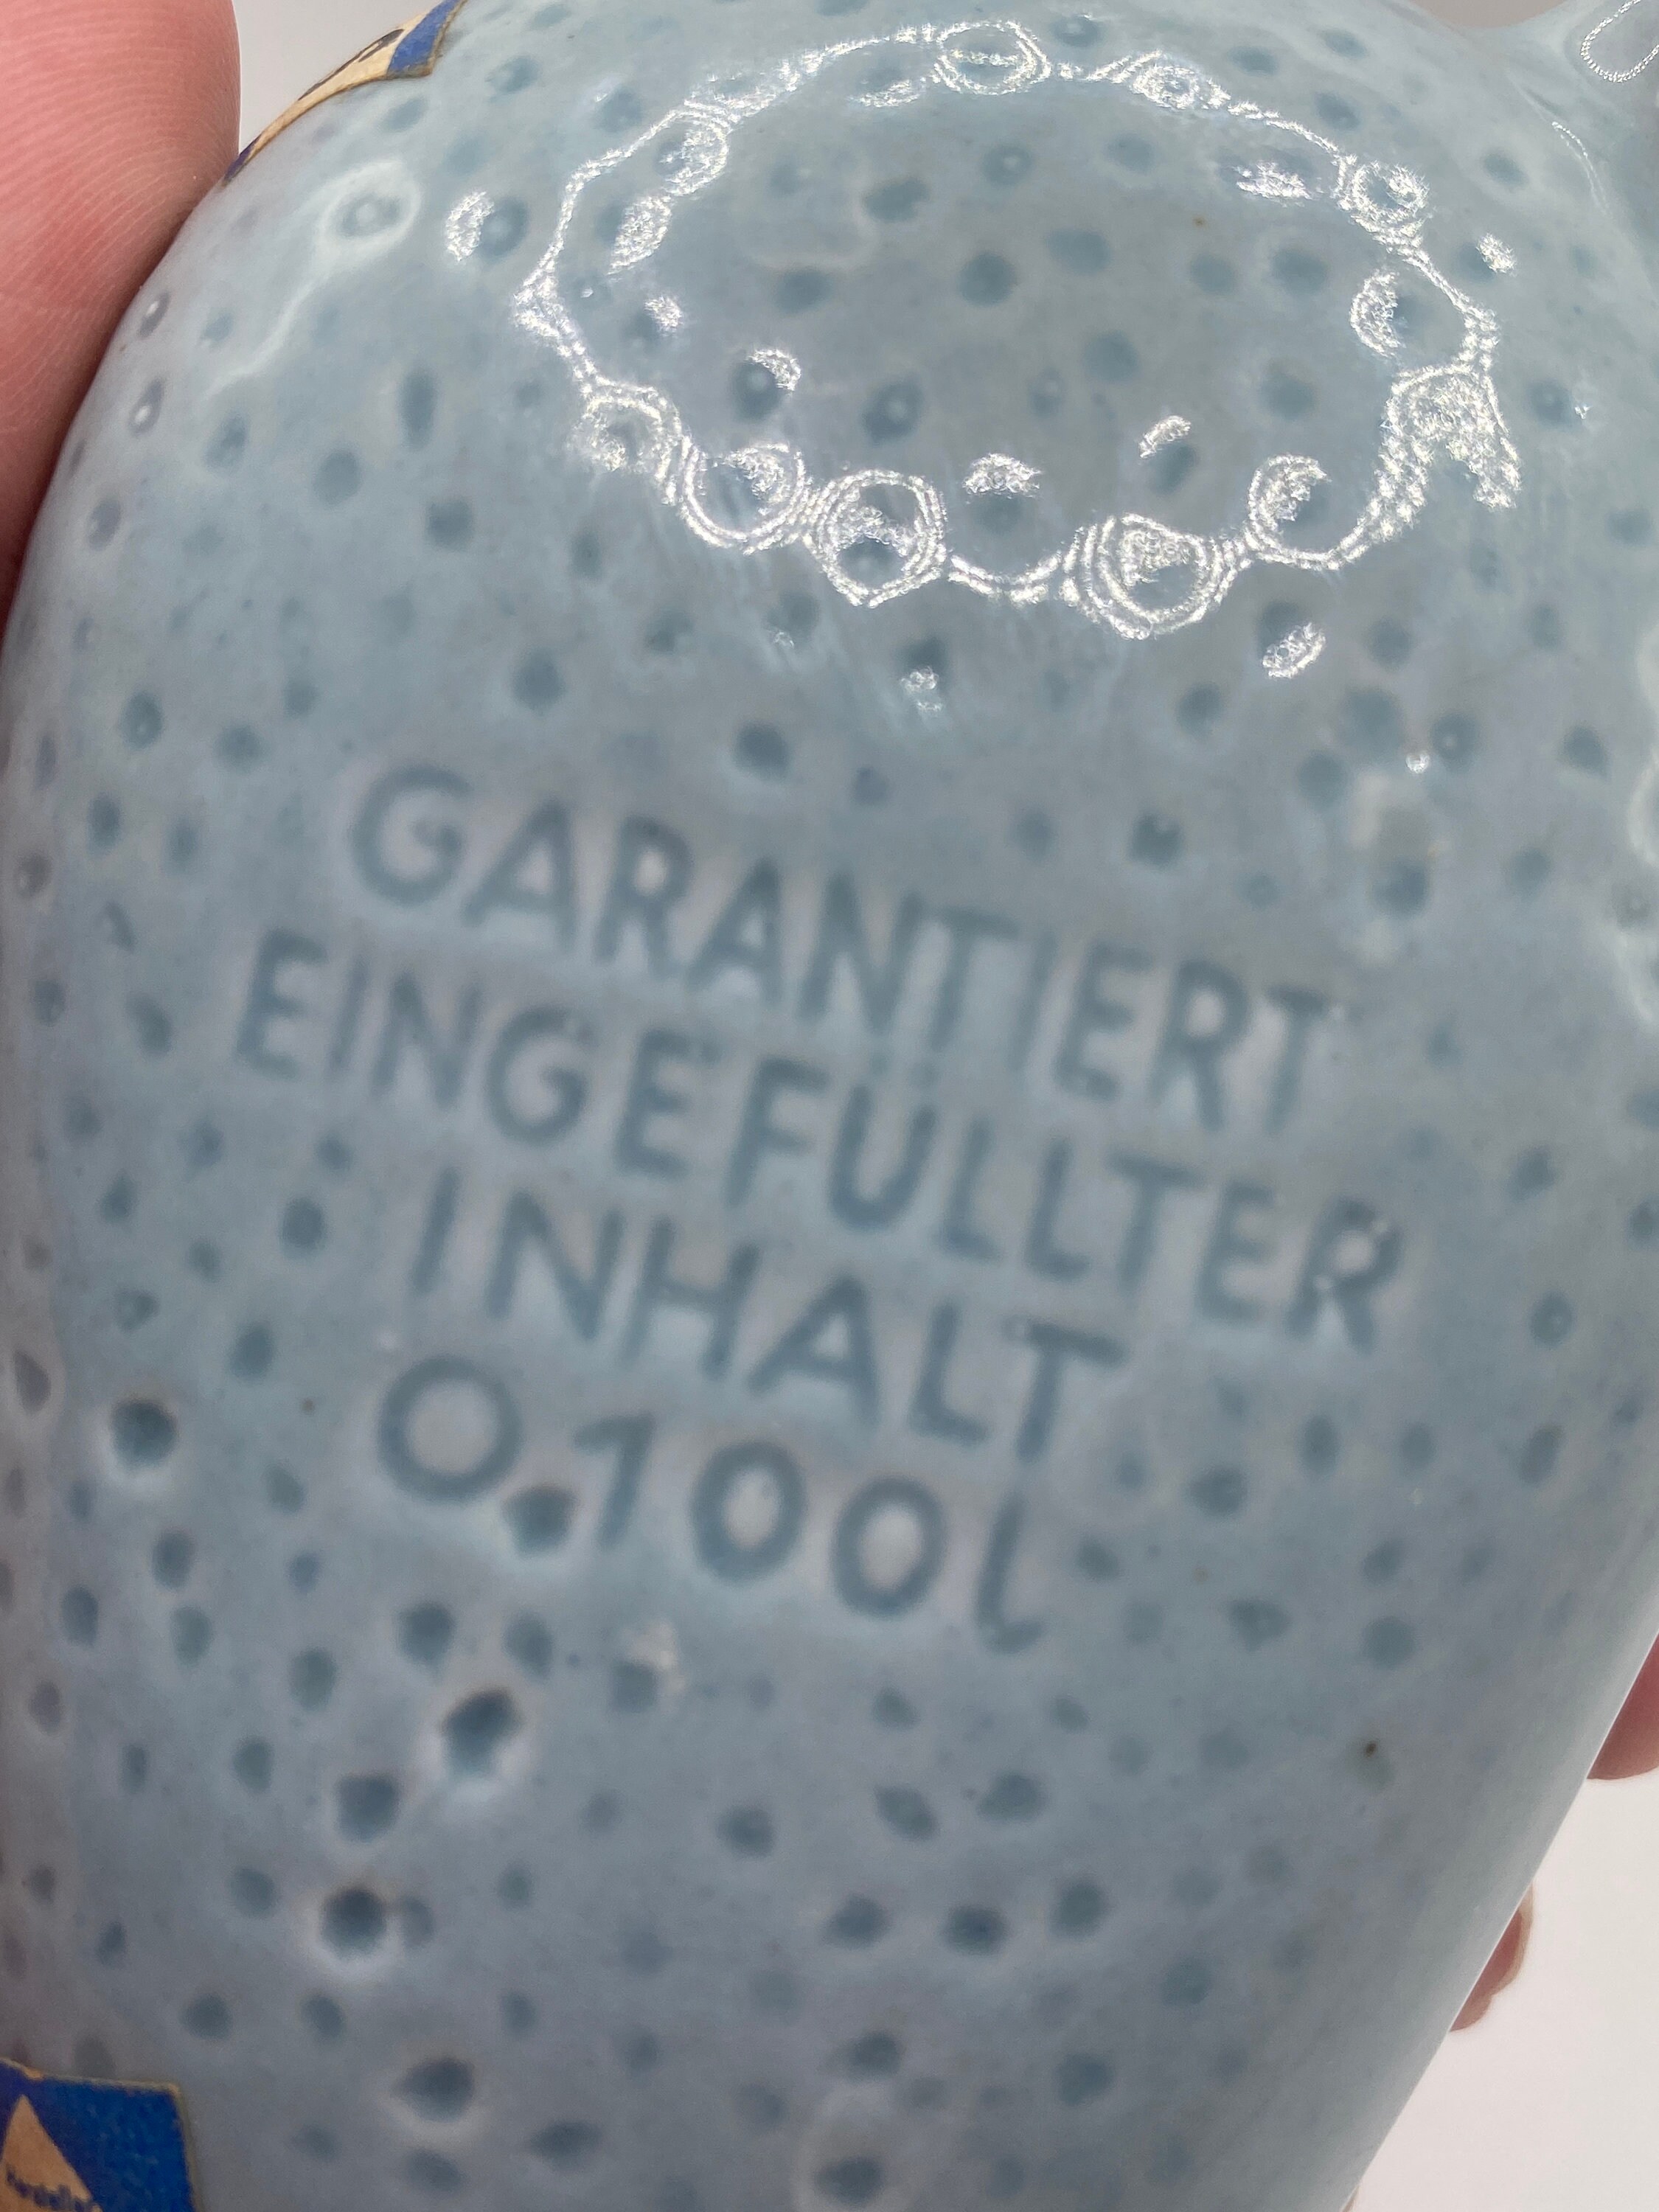 GARANTIERT
EINGEFÜLLTER
INHALT
0.100l